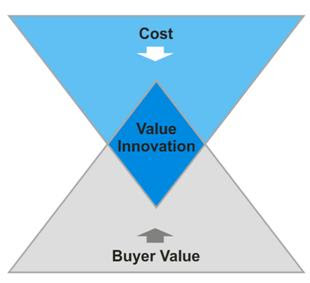 Cost
Value
Innovation
Buyer Value